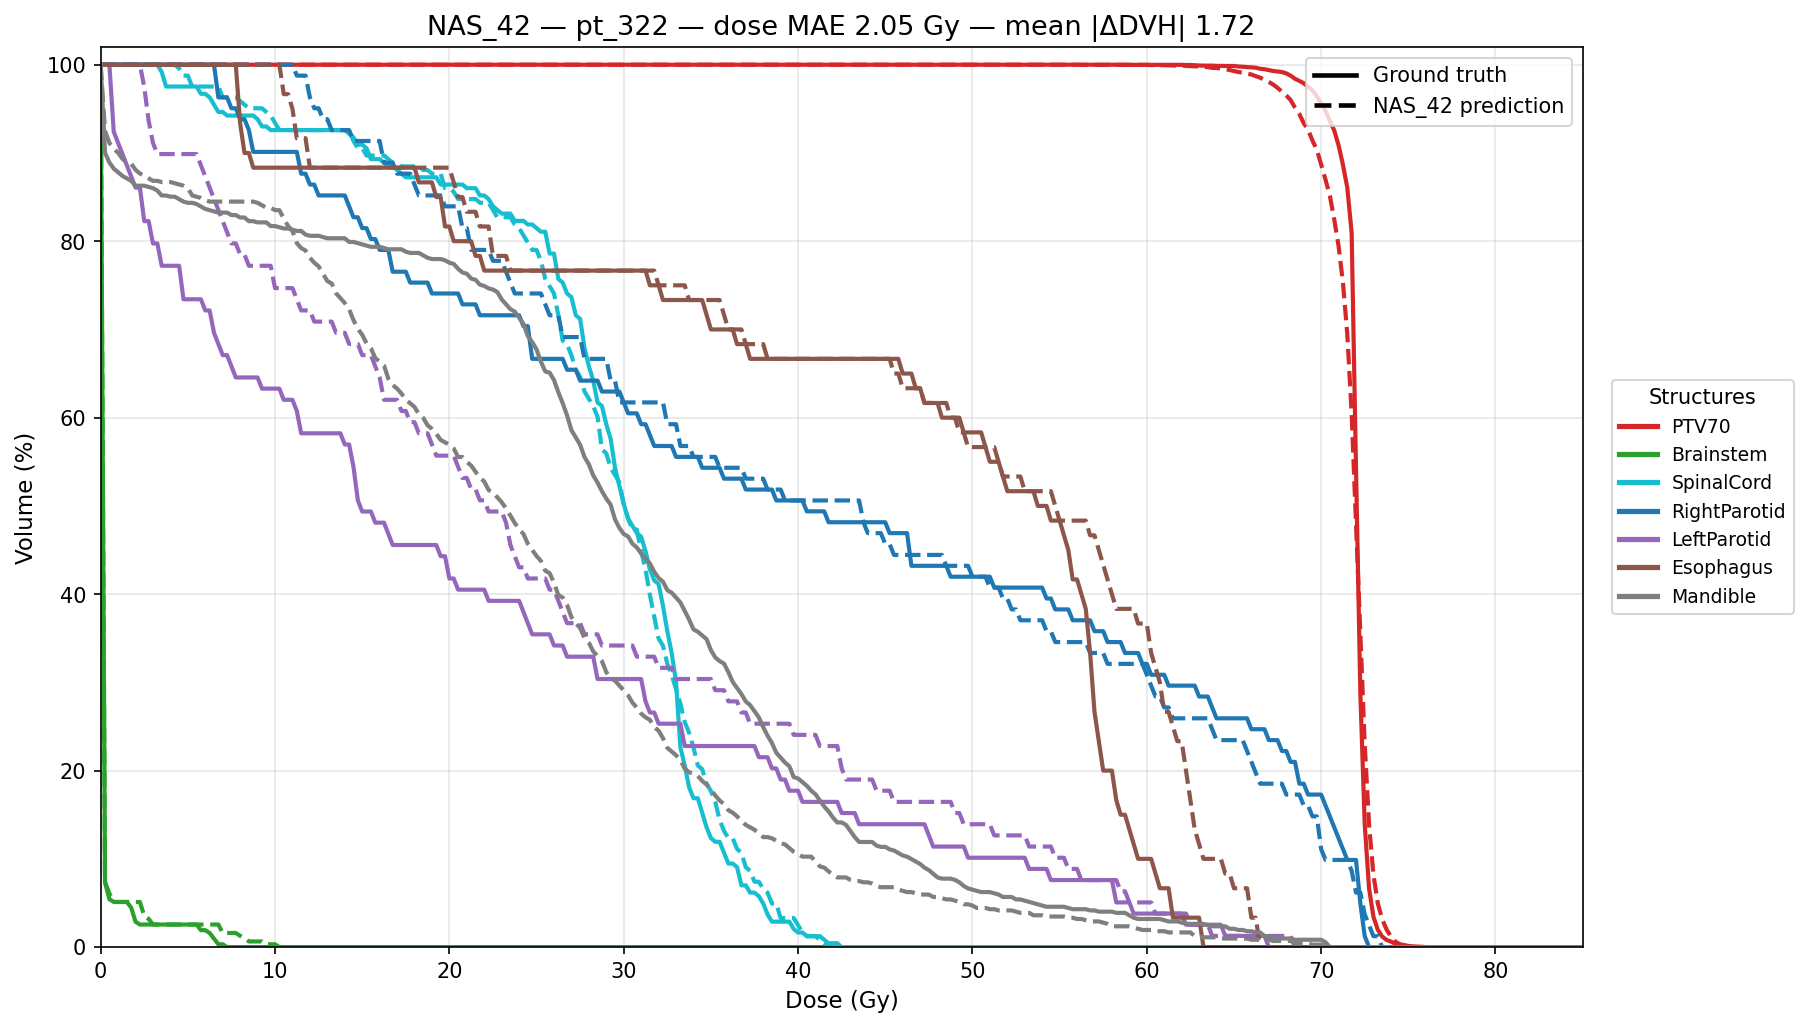 NAS_42 — pt_322 — dose MAE 2.05 Gy — mean |ΔDVH| 1.72
Ground truth
NAS_42 prediction
Volume (%)
100
80
60
40
20
0
0 10 20 30 40 50 60 70 80
Dose (Gy)
Structures
PTV70
Brainstem
SpinalCord
RightParotid
LeftParotid
Esophagus
Mandible